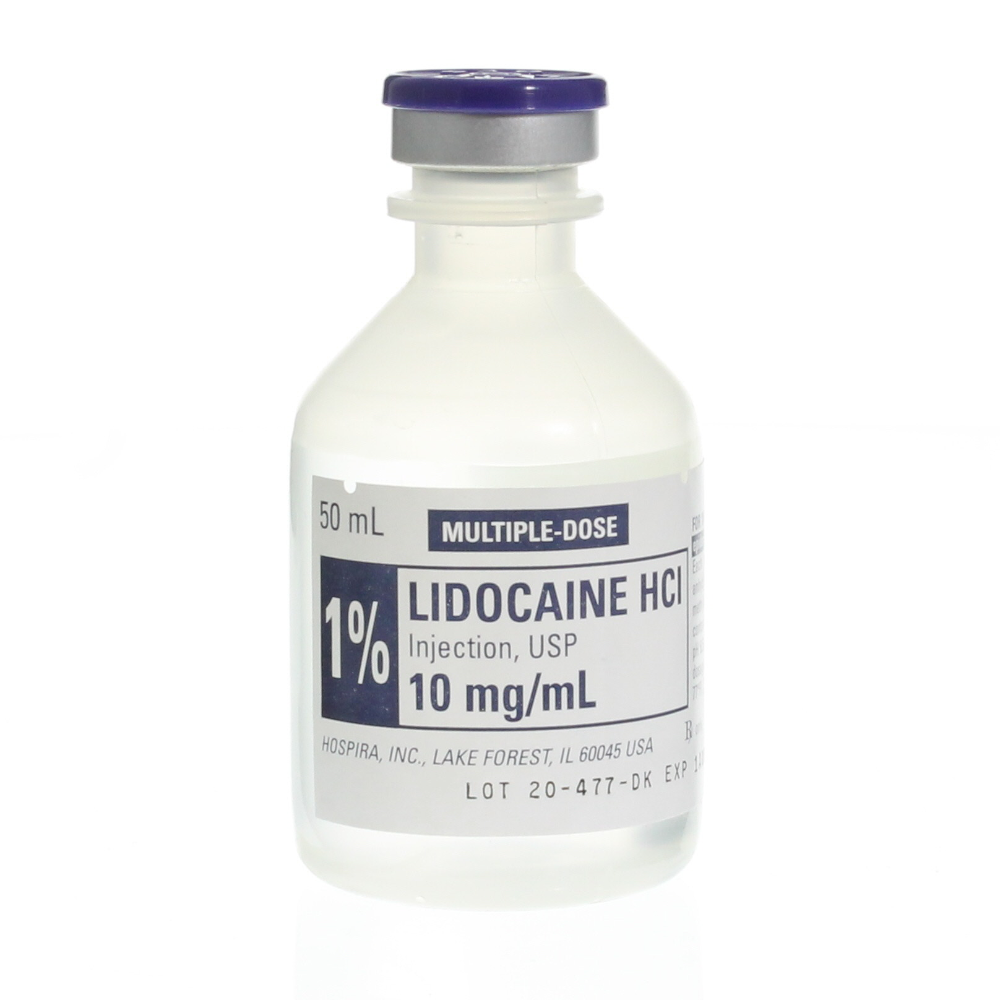 50 mL
MULTIPLE-DOSE
1%
LIDOCAINE HCl
Injection, USP
10 mg/mL
HOSPIRA, INC., LAKE FOREST, IL 60045 USA
LOT 20-477-DK EXP